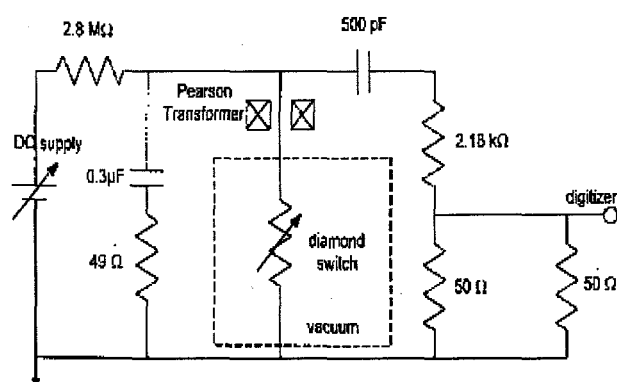 500 pF
2.8 MΩ
Pearson
Transformer
2.18 kΩ
DC supply
0.3µF
digitizer
49 Ω
diamond
switch
50 Ω
50 Ω
vacuum